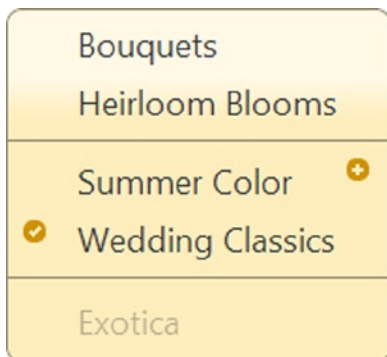 Bouquets
Heirloom Blooms
Summer Color
Wedding Classics
Exotica